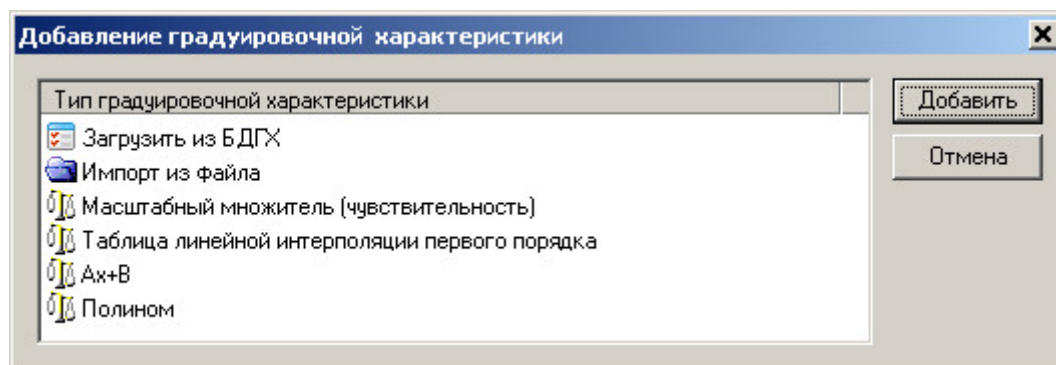 Добавление градуировочной характеристики
Тип градуировочной характеристики
Загрузить из БДГХ
Импорт из файла
Масштабный множитель (чувствительность)
Таблица линейной интерполяции первого порядка
Ax+B
Полином
Добавить
Отмена